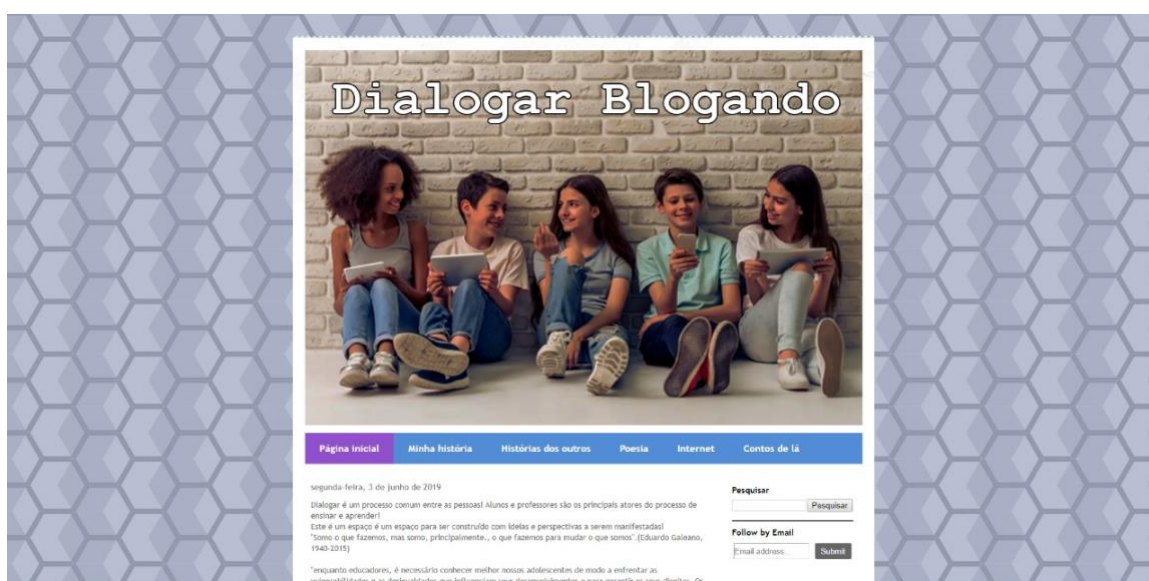 Dialogar Blogando
Página inicial Minha história Histórias dos outros Poesia Internet Contos de lá
segunda-feira, 3 de junho de 2019
Dialogar é um processo comum entre as pessoas! Alunos e professores são os principais atores do processo de
ensinar e aprender!
Este é um espaço é um espaço para ser construído com ideias e perspectivas a serem manifestadas!
"Somo o que fazemos, mas somo, principalmente., o que fazemos para mudar o que somos".(Eduardo Galeano,
1940-2015)
"enquanto educadores, é necessário conhecer melhor nossos adolescentes de modo a enfrentar as
Pesquisar
Pesquisar
Follow by Email
Email address...
Submit